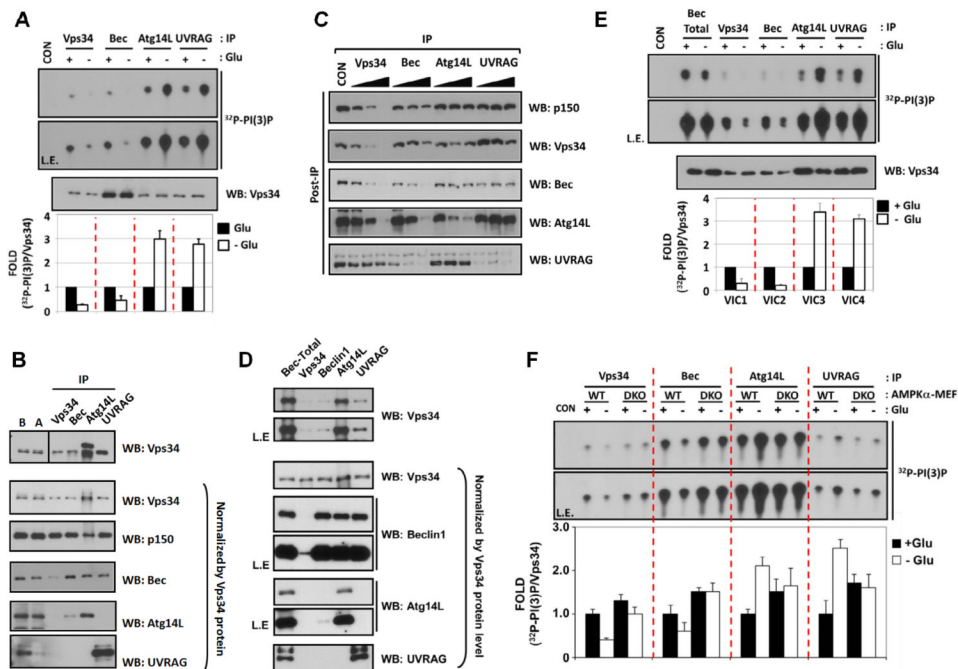 A
Vps34 Bec Atg14L UVRAG : IP
CON + - + - + - + - : Glu
32P-PI(3)P
L.E.
WB: Vps34
FOLD
(32P-PI(3)P/Vps34)
4
3
2
1
0
Glu
- Glu
B
IP
B A Vps34 Bec Atg14L UVRAG
WB: Vps34
WB: Vps34
WB: p150
WB: Bec
WB: Atg14L
WB: UVRAG
Normalized by Vps34 protein
C
IP
CON Vps34 Bec Atg14L UVRAG
Post-IP
WB: p150
WB: Vps34
WB: Bec
WB: Atg14L
WB: UVRAG
D
Bec-Total Vps34 Beclin1 Atg14L UVRAG
WB: Vps34
L.E
WB: Vps34
WB: Beclin1
L.E
WB: Atg14L
L.E
WB: UVRAG
Normalized by Vps34 protein level
E
Bec
Total Vps34 Bec Atg14L UVRAG : IP
CON + - + - + - + - + - : Glu
32P-PI(3)P
L.E.
WB: Vps34
FOLD
(32P-PI(3)P/Vps34)
4
3
2
1
0
+ Glu
- Glu
VIC1 VIC2 VIC3 VIC4
F
Vps34 Bec Atg14L UVRAG : IP
WT DKO WT DKO WT DKO WT DKO : AMPKα-MEF
CON + - + - + - + - + - + - + - + - : Glu
32P-PI(3)P
L.E.
FOLD
(32P-PI(3)P/Vps34)
3.0
2.0
1.0
0
+Glu
- Glu